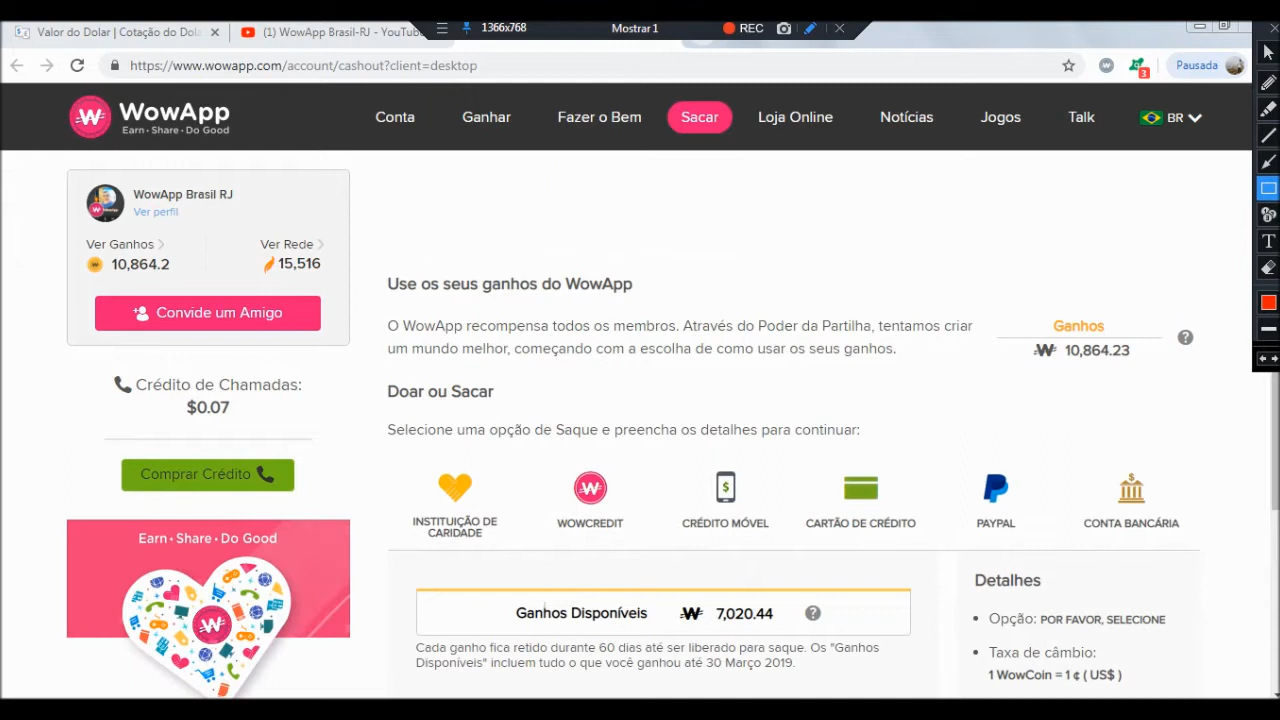 Valor do Dolar | Cotação do Dola
(1) WowApp Brasil-RJ - YouTube
1366x768
Mostrar 1
REC
https://www.wowapp.com/account/cashout?client=desktop
3
Pausada
WowApp
Earn · Share · Do Good
Conta
Ganhar
Fazer o Bem
Sacar
Loja Online
Notícias
Jogos
Talk
BR
WowApp Brasil RJ
Ver perfil
Ver Ganhos
Ver Rede
10,864.2
15,516
Convide um Amigo
Crédito de Chamadas:
$0.07
Comprar Crédito
Earn · Share · Do Good
Use os seus ganhos do WowApp
O WowApp recompensa todos os membros. Através do Poder da Partilha, tentamos criar
um mundo melhor, começando com a escolha de como usar os seus ganhos.
Ganhos
10,864.23
?
Doar ou Sacar
Selecione uma opção de Saque e preencha os detalhes para continuar:
INSTITUIÇÃO DE
CARIDADE
WOWCREDIT
CRÉDITO MÓVEL
CARTÃO DE CRÉDITO
PAYPAL
CONTA BANCÁRIA
Ganhos Disponíveis
7,020.44
?
Cada ganho fica retido durante 60 dias até ser liberado para saque. Os "Ganhos
Disponíveis" incluem tudo o que você ganhou até 30 Março 2019.
Detalhes
Opção: POR FAVOR, SELECIONE
Taxa de câmbio:
1 WowCoin = 1 ¢ ( US$ )